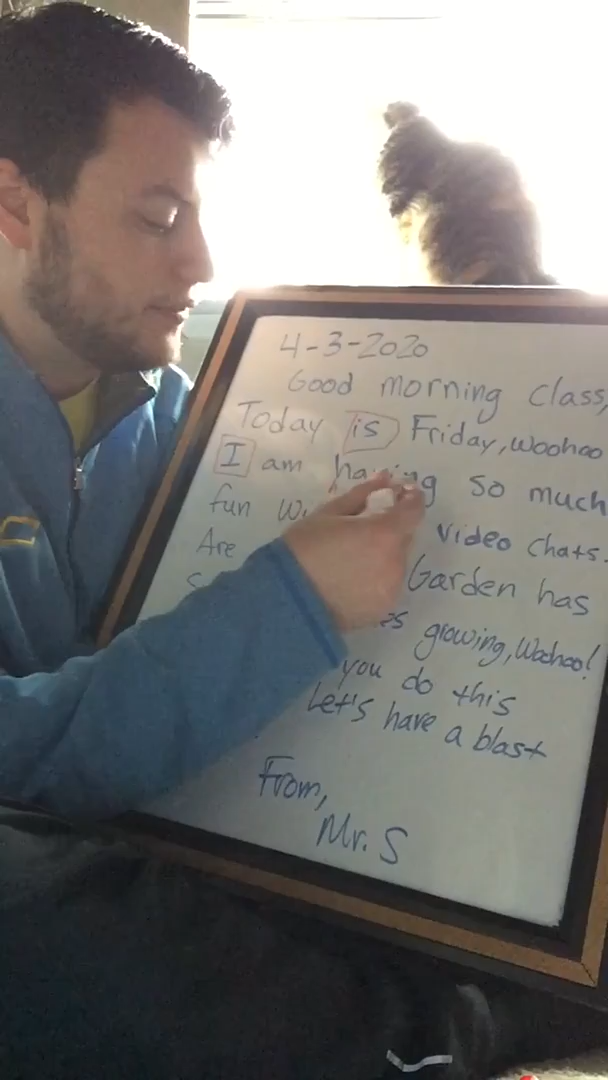 4-3-2020
Good morning class,
Today is Friday, Woohoo
I am having so much
fun video chats.
Are Garden has
growing, Woohoo!
you do this
Let's have a blast
From,
Mr. S